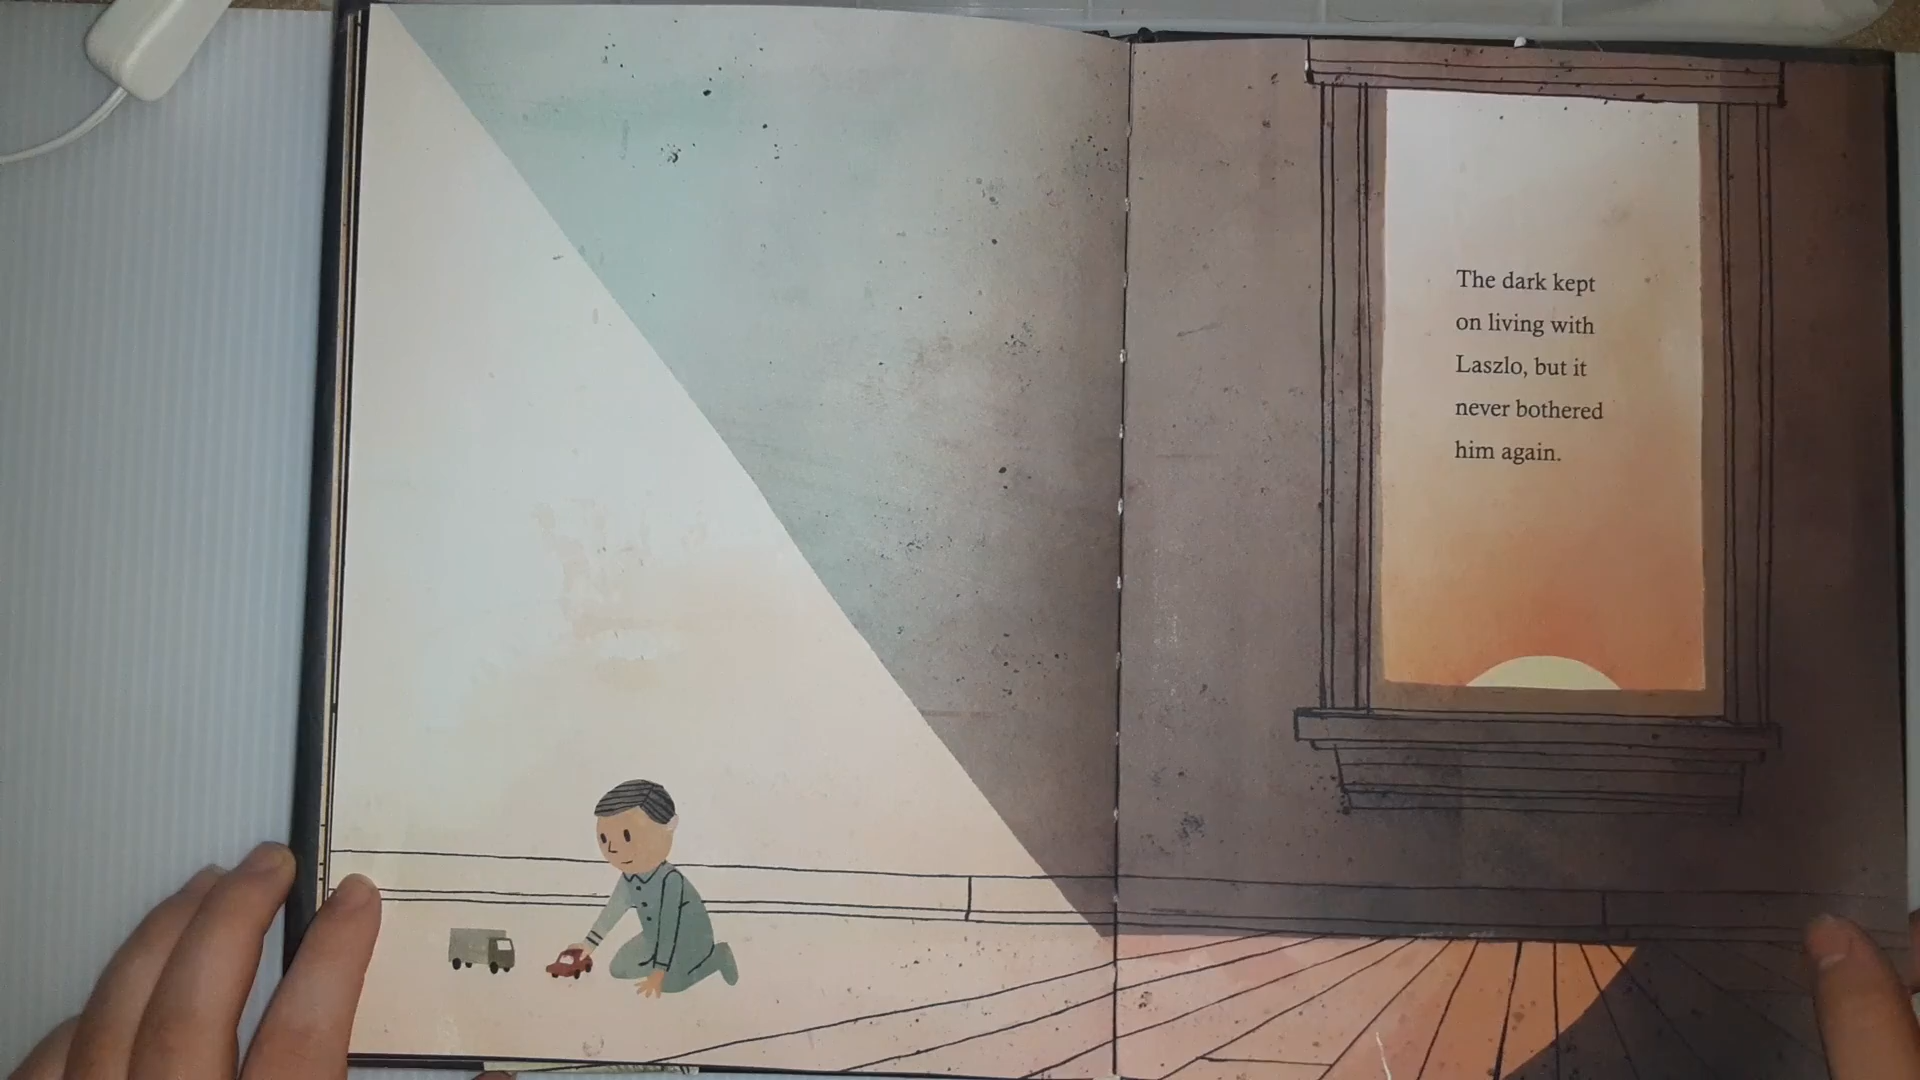 The dark kept
on living with
Laszlo, but it
never bothered
him again.